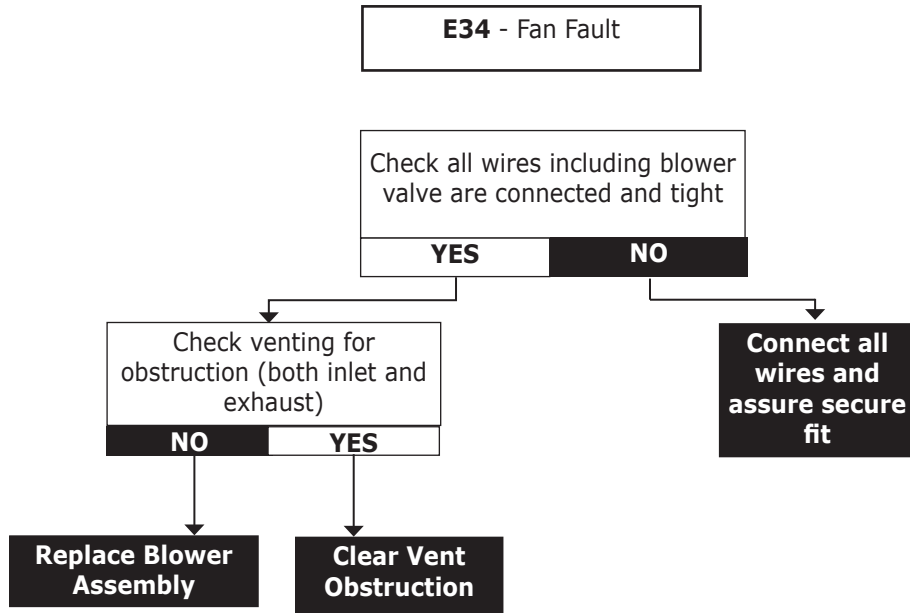 E34 - Fan Fault
Check all wires including blower
valve are connected and tight
YES
NO
Check venting for
obstruction (both inlet and
exhaust)
NO
YES
Connect all
wires and
assure secure
fit
Replace Blower
Assembly
Clear Vent
Obstruction